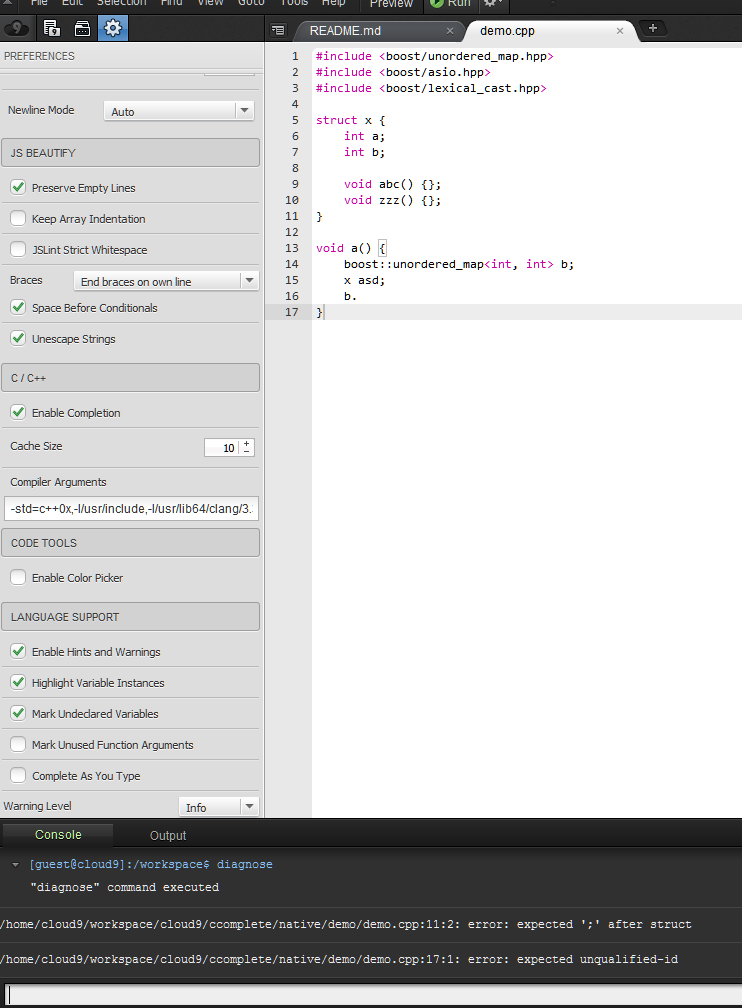 File Edit Selection Find View Goto Tools Help Preview Run
README.md × demo.cpp × +
PREFERENCES
Newline Mode Auto
JS BEAUTIFY
Preserve Empty Lines
Keep Array Indentation
JSLint Strict Whitespace
Braces End braces on own line
Space Before Conditionals
Unescape Strings
C / C++
Enable Completion
Cache Size 10 + −
Compiler Arguments
-std=c++0x,-I/usr/include,-I/usr/lib64/clang/3.
CODE TOOLS
Enable Color Picker
LANGUAGE SUPPORT
Enable Hints and Warnings
Highlight Variable Instances
Mark Undeclared Variables
Mark Unused Function Arguments
Complete As You Type
Warning Level Info
1 #include <boost/unordered_map.hpp>
2 #include <boost/asio.hpp>
3 #include <boost/lexical_cast.hpp>
4
5 struct x {
6     int a;
7     int b;
8
9     void abc() {};
10     void zzz() {};
11 }
12
13 void a() {
14     boost::unordered_map<int, int> b;
15     x asd;
16     b.
17 }
Console Output
[guest@cloud9]:/workspace$ diagnose
"diagnose" command executed
/home/cloud9/workspace/cloud9/ccomplete/native/demo/demo.cpp:11:2: error: expected ';' after struct
/home/cloud9/workspace/cloud9/ccomplete/native/demo/demo.cpp:17:1: error: expected unqualified-id